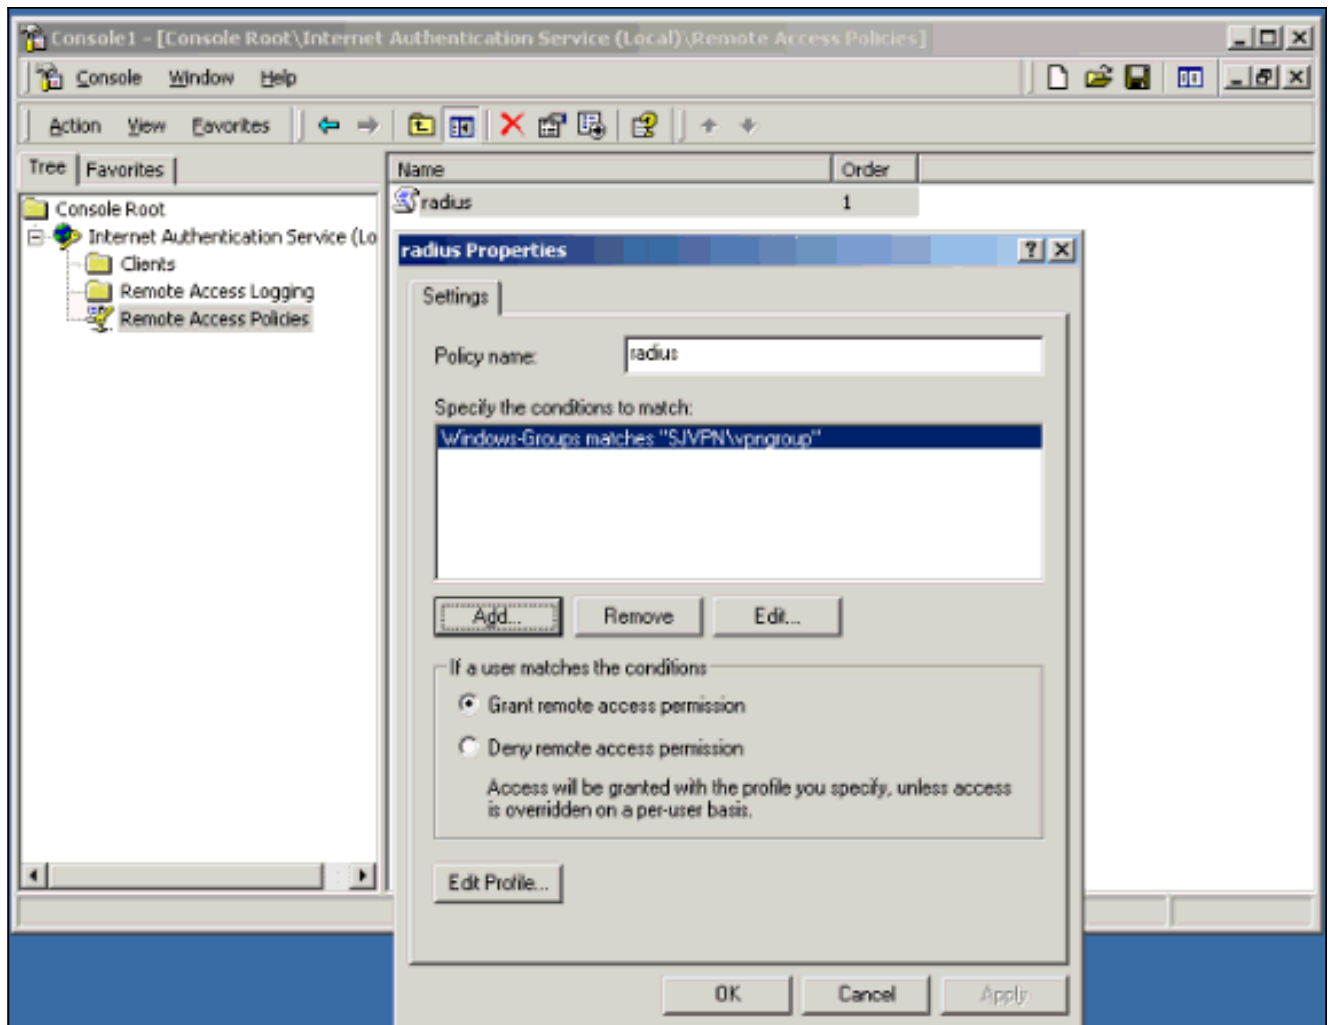 Console1 - [Console Root\Internet Authentication Service (Local)\Remote Access Policies]
Console Window Help
Action View Favorites
Tree Favorites
Name Order
Console Root
radius 1
Internet Authentication Service (Lo
Clients
Remote Access Logging
Remote Access Policies
radius Properties
Settings
Policy name: radius
Specify the conditions to match:
Windows-Groups matches "SJVPN\vpngroup"
Add... Remove Edit...
If a user matches the conditions
Grant remote access permission
Deny remote access permission
Access will be granted with the profile you specify, unless access
is overridden on a per-user basis.
Edit Profile...
OK Cancel Apply